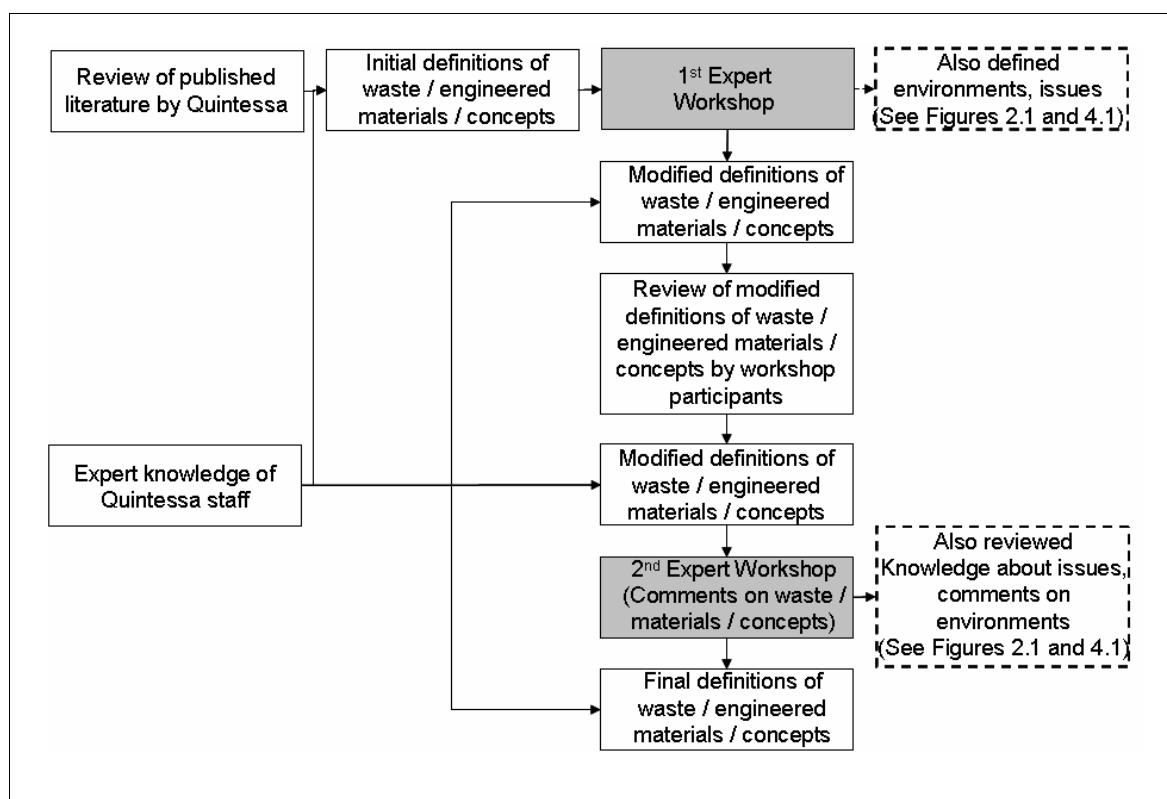 Review of published
literature by Quintessa
Initial definitions of
waste / engineered
materials / concepts
1st Expert
Workshop
Also defined
environments, issues
(See Figures 2.1 and 4.1)
Modified definitions of
waste / engineered
materials / concepts
Review of modified
definitions of waste /
engineered materials /
concepts by workshop
participants
Expert knowledge of
Quintessa staff
Modified definitions of
waste / engineered
materials / concepts
2nd Expert Workshop
(Comments on waste /
materials / concepts)
Also reviewed
Knowledge about issues,
comments on
environments
(See Figures 2.1 and 4.1)
Final definitions of
waste / engineered
materials / concepts